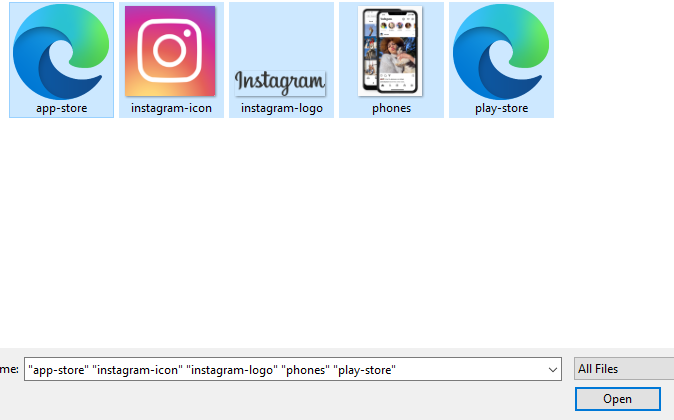 Instagram
app-store
instagram-icon
instagram-logo
phones
play-store
me:
"app-store" "instagram-icon" "instagram-logo" "phones" "play-store"
All Files
Open